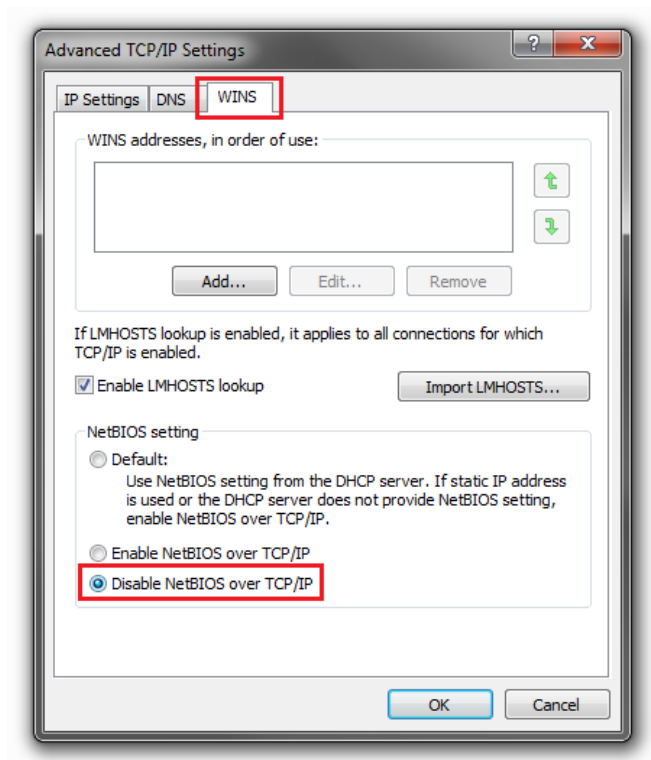 Advanced TCP/IP Settings
?
X
IP Settings
DNS
WINS
WINS addresses, in order of use:
Add...
Edit...
Remove
If LMHOSTS lookup is enabled, it applies to all connections for which
TCP/IP is enabled.
Enable LMHOSTS lookup
Import LMHOSTS...
NetBIOS setting
Default:
Use NetBIOS setting from the DHCP server. If static IP address
is used or the DHCP server does not provide NetBIOS setting,
enable NetBIOS over TCP/IP.
Enable NetBIOS over TCP/IP
Disable NetBIOS over TCP/IP
OK
Cancel